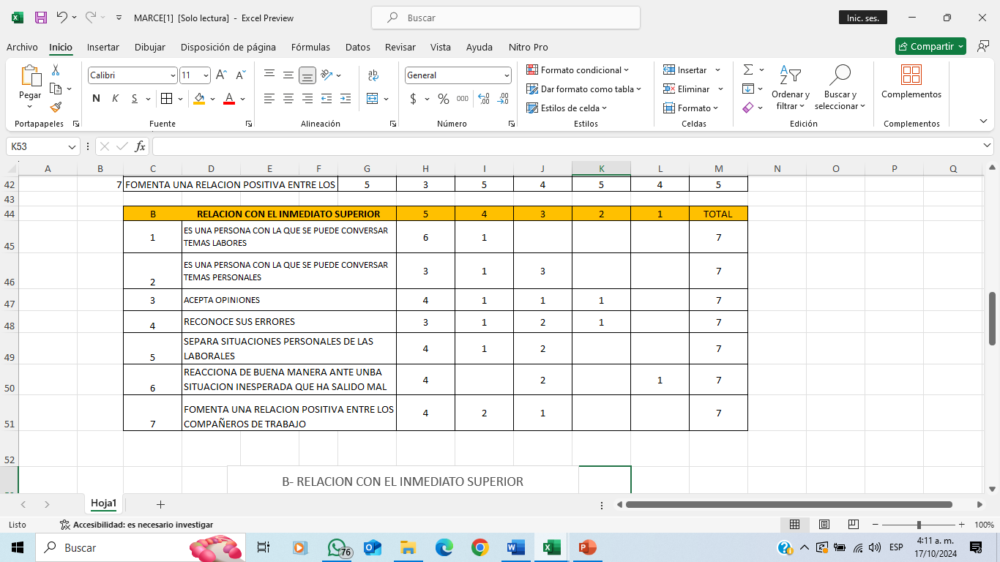 MARCE[1] [Solo lectura] - Excel Preview
Buscar
Inic. ses.
Archivo Inicio Insertar Dibujar Disposición de página Fórmulas Datos Revisar Vista Ayuda Nitro Pro
Compartir
Pegar
Portapapeles
Calibri 11
N K S A
Fuente
ab
Alineación
General
$ % 000
Número
Formato condicional
Dar formato como tabla
Estilos de celda
Estilos
Insertar
Eliminar
Formato
Celdas
Ordenar y filtrar
Buscar y seleccionar
Edición
Complementos
Complementos
K53
fx
A B C D E F G H I J K L M N O P Q
42 7 FOMENTA UNA RELACION POSITIVA ENTRE LOS 5 3 5 4 5 4 5
43
44 B RELACION CON EL INMEDIATO SUPERIOR 5 4 3 2 1 TOTAL
45 1 ES UNA PERSONA CON LA QUE SE PUEDE CONVERSAR
TEMAS LABORES 6 1 7
46 2 ES UNA PERSONA CON LA QUE SE PUEDE CONVERSAR
TEMAS PERSONALES 3 1 3 7
47 3 ACEPTA OPINIONES 4 1 1 1 7
48 4 RECONOCE SUS ERRORES 3 1 2 1 7
49 5 SEPARA SITUACIONES PERSONALES DE LAS
LABORALES 4 1 2 7
50 6 REACCIONA DE BUENA MANERA ANTE UNBA
SITUACION INESPERADA QUE HA SALIDO MAL 4 2 1 7
51 7 FOMENTA UNA RELACION POSITIVA ENTRE LOS
COMPAÑEROS DE TRABAJO 4 2 1 7
52
B- RELACION CON EL INMEDIATO SUPERIOR
Hoja1
Listo Accesibilidad: es necesario investigar 100%
Buscar
76
ESP
4:11 a. m.
17/10/2024